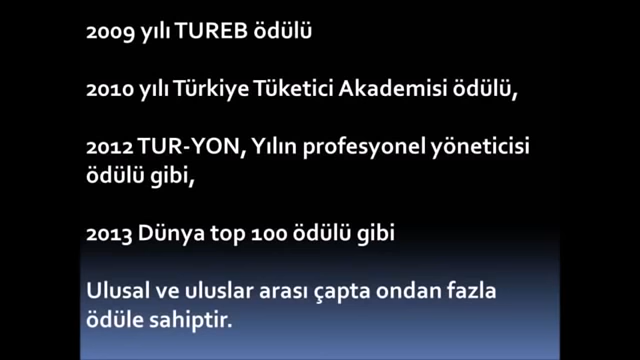 2009 yılı TUREB ödülü
2010 yılı Türkiye Tüketici Akademisi ödülü,
2012 TUR-YON, Yılın profesyonel yöneticisi
ödülü gibi,
2013 Dünya top 100 ödülü gibi
Ulusal ve uluslar arası çapta ondan fazla
ödüle sahiptir.